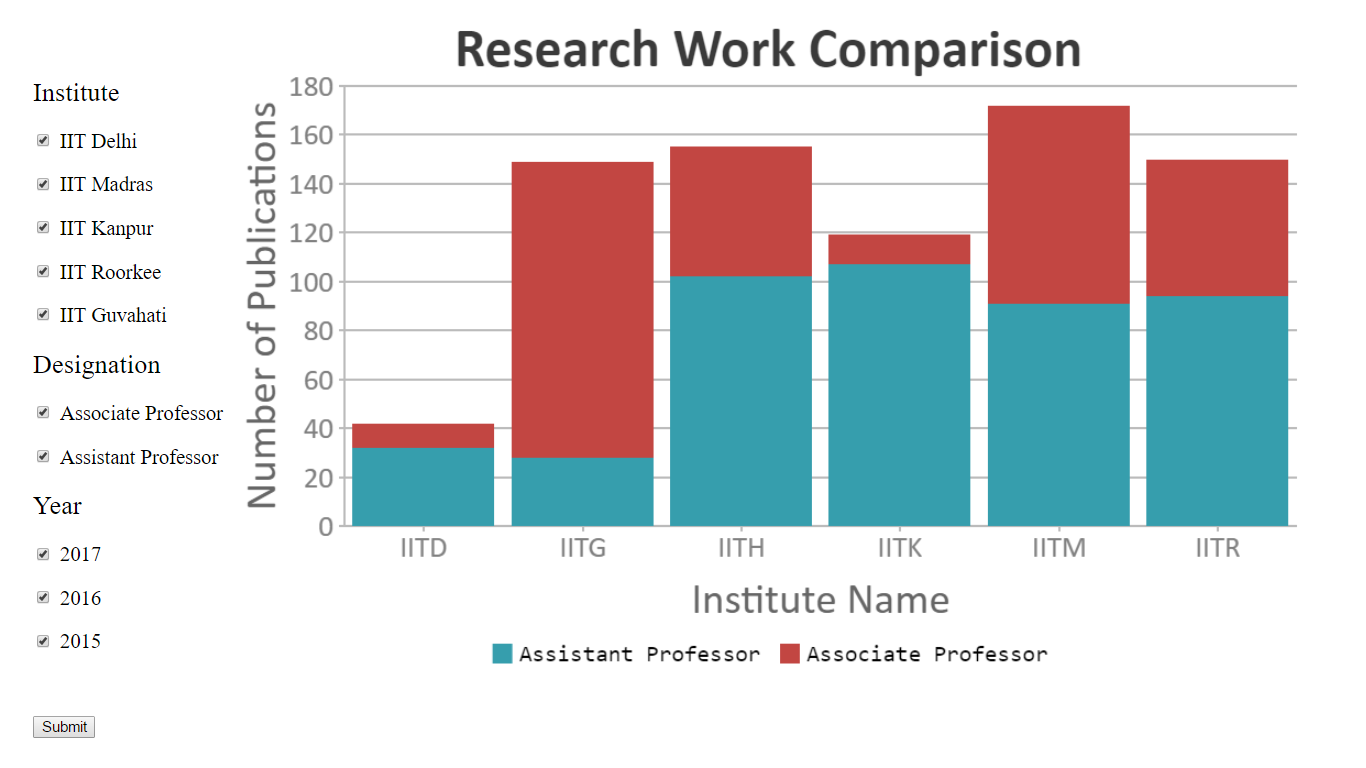 Research Work Comparison
Institute
IIT Delhi
IIT Madras
IIT Kanpur
IIT Roorkee
IIT Guvahati
Designation
Associate Professor
Assistant Professor
Year
2017
2016
2015
Submit
Number of Publications
180
160
140
120
100
80
60
40
20
0
IITD IITG IITH IITK IITM IITR
Institute Name
Assistant Professor Associate Professor